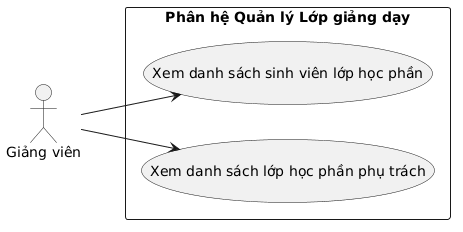 Phân hệ Quản lý Lớp giảng dạy
Xem danh sách sinh viên lớp học phần
Giảng viên
Xem danh sách lớp học phần phụ trách